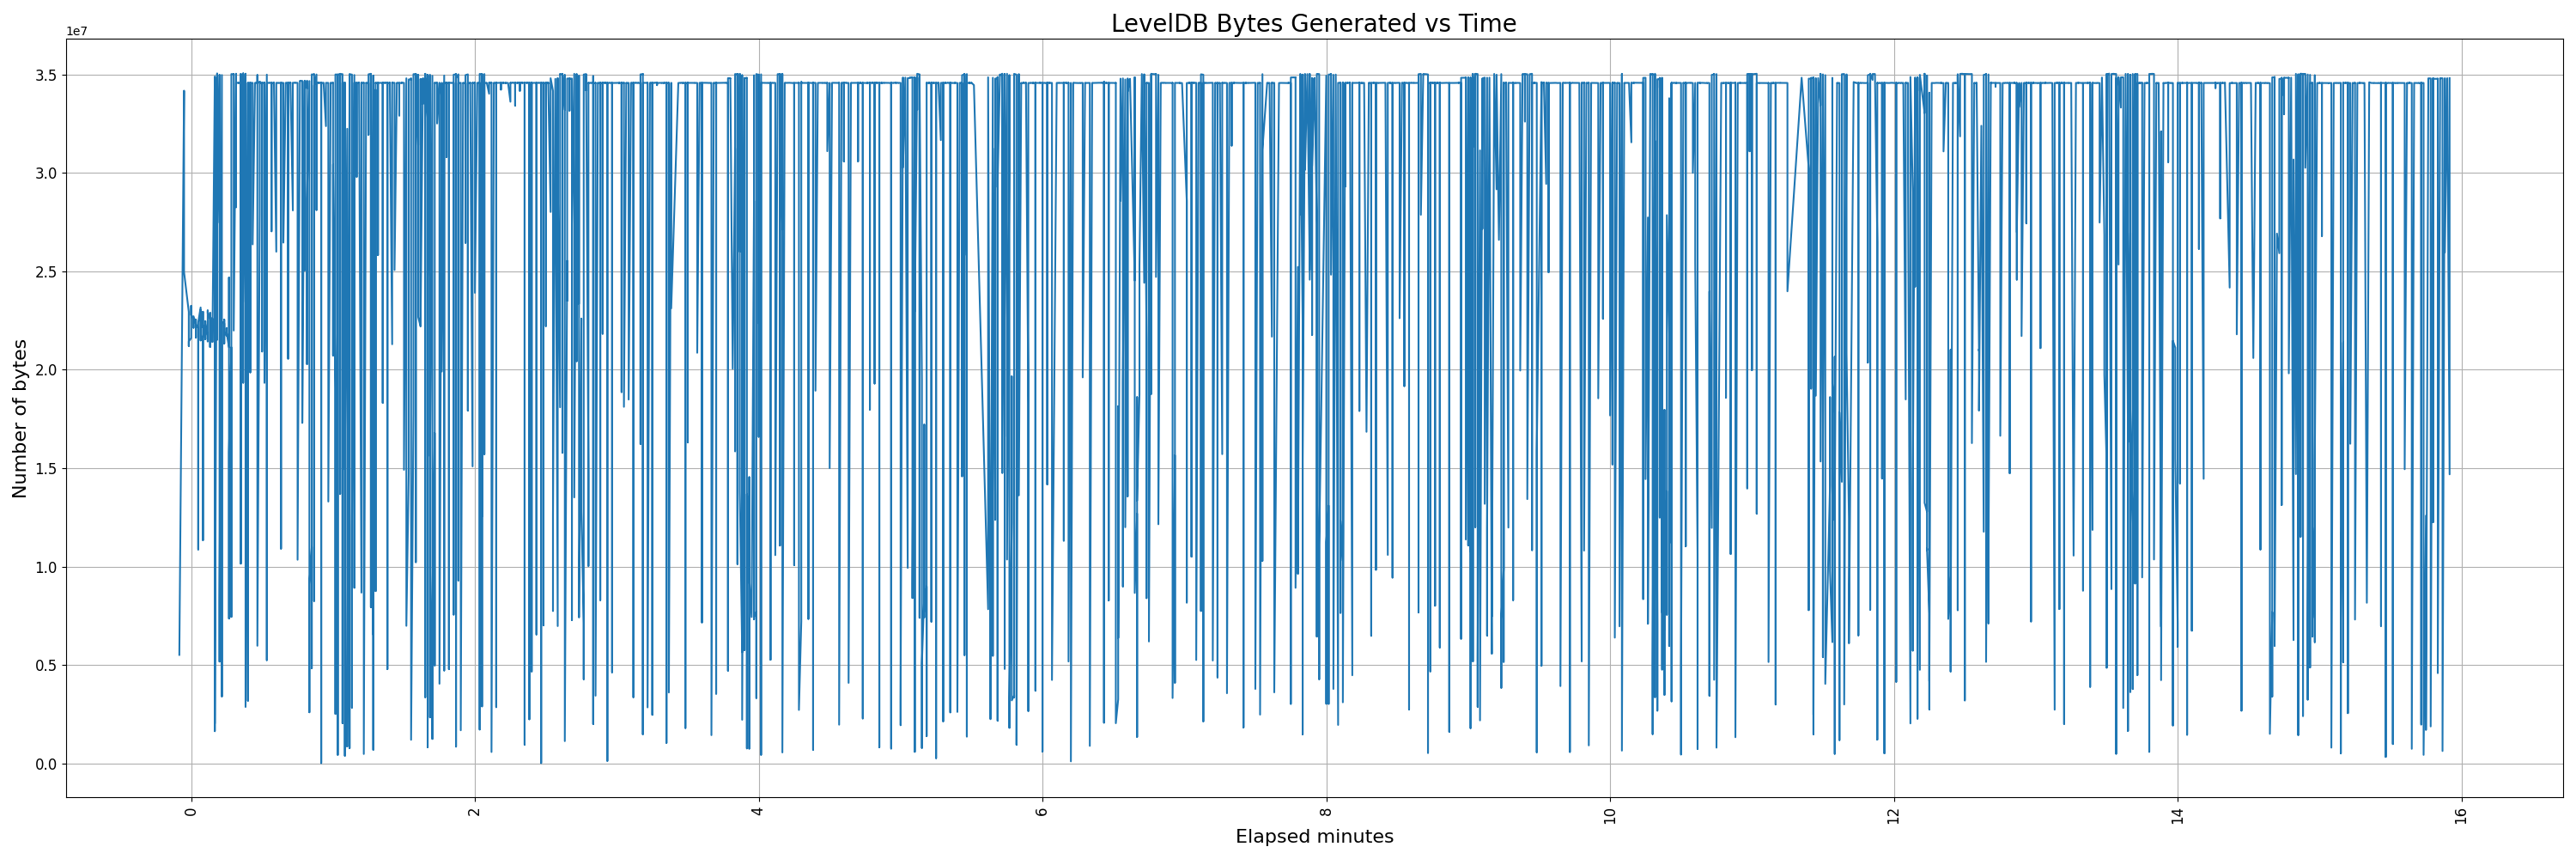 LevelDB Bytes Generated vs Time
1e7
3.5
3.0
2.5
2.0
1.5
1.0
0.5
0.0
Number of bytes
0 2 4 6 8 10 12 14 16
Elapsed minutes